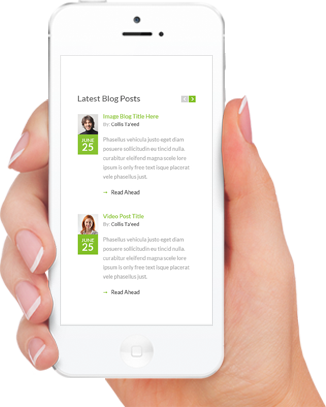 Latest Blog Posts
Image Blog Title Here
By: Collis Ta'eed
JUNE
25
Phasellus vehicula justo eget diam
posuere sollicitudin eu tincid nulla.
curabitur eleifend magna scele lore
ipsum is only free text lsque placerat
vele phasellus just.
→ Read Ahead
Video Post Title
By: Collis Ta'eed
JUNE
25
Phasellus vehicula justo eget diam
posuere sollicitudin eu tincid nulla.
curabitur eleifend magna scele lore
ipsum is only free text lsque placerat
vele phasellus just.
→ Read Ahead